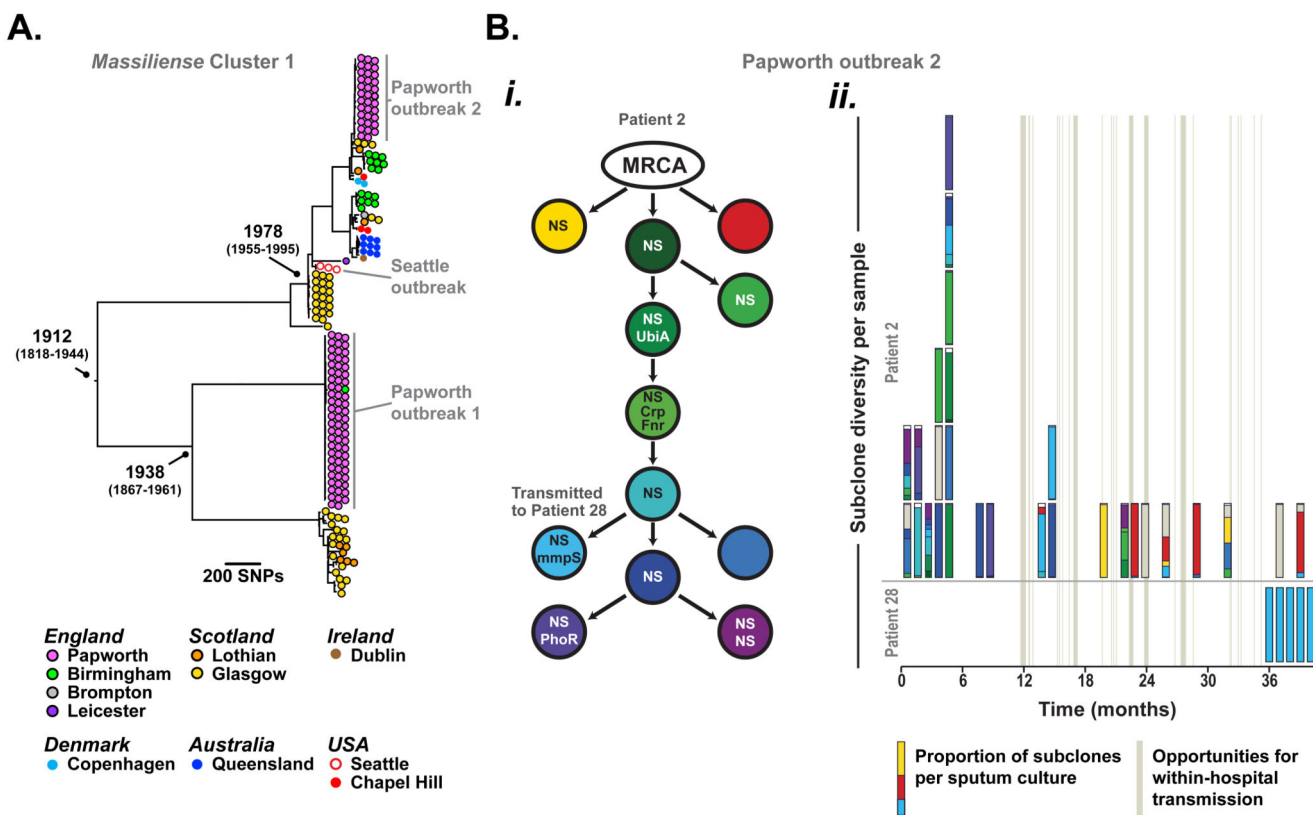 A.
Massiliense Cluster 1
Papworth
outbreak 2
1978
(1955-1995)
Seattle
outbreak
1912
(1818-1944)
Papworth
outbreak 1
1938
(1867-1961)
200 SNPs
England
Papworth
Birmingham
Brompton
Leicester
Scotland
Lothian
Glasgow
Ireland
Dublin
Denmark
Copenhagen
Australia
Queensland
USA
Seattle
Chapel Hill
B.
Papworth outbreak 2
i.
Patient 2
MRCA
NS
NS
NS
NS
UbiA
NS
Crp
Fnr
Transmitted
to Patient 28
NS
NS
mmpS
NS
NS
PhoR
NS
NS
ii.
Subclone diversity per sample
Patient 2
Patient 28
0 6 12 18 24 30 36
Time (months)
Proportion of subclones
per sputum culture
Opportunities for
within-hospital
transmission